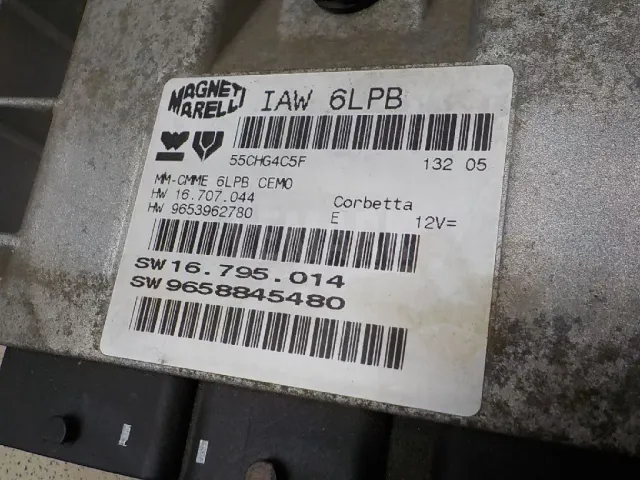 MAGNETI MARELLI
IAW 6LPB
55CHG4C5F 132 05
MM-CMME 6LPB CEM0
HW 16.707.044 Corbetta
HW 9653962780 E 12V=
SW 16.795.014
SW 9658845480